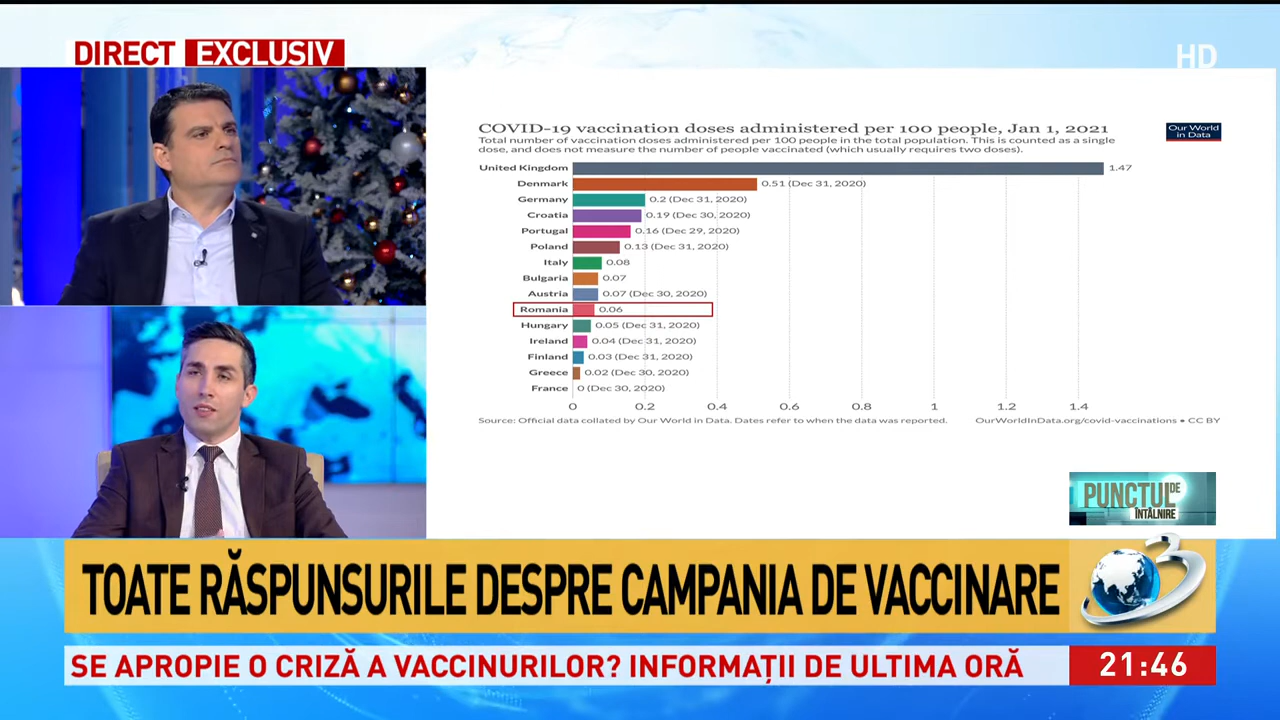 DIRECT EXCLUSIV
HD
COVID-19 vaccination doses administered per 100 people, Jan 1, 2021
Our World in Data
Total number of vaccination doses administered per 100 people in the total population. This is counted as a single
dose, and does not measure the number of people vaccinated (which usually requires two doses).
United Kingdom 1.47
Denmark 0.51 (Dec 31, 2020)
Germany 0.2 (Dec 31, 2020)
Croatia 0.19 (Dec 30, 2020)
Portugal 0.16 (Dec 29, 2020)
Poland 0.13 (Dec 31, 2020)
Italy 0.08
Bulgaria 0.07
Austria 0.07 (Dec 30, 2020)
Romania 0.06
Hungary 0.05 (Dec 31, 2020)
Ireland 0.04 (Dec 31, 2020)
Finland 0.03 (Dec 31, 2020)
Greece 0.02 (Dec 30, 2020)
France 0 (Dec 30, 2020)
0 0.2 0.4 0.6 0.8 1 1.2 1.4
Source: Official data collated by Our World in Data. Dates refer to when the data was reported. OurWorldInData.org/covid-vaccinations • CC BY
PUNCTUL DE ÎNTÂLNIRE
TOATE RĂSPUNSURILE DESPRE CAMPANIA DE VACCINARE
3
SE APROPIE O CRIZĂ A VACCINURILOR? INFORMAȚII DE ULTIMA ORĂ 21:46